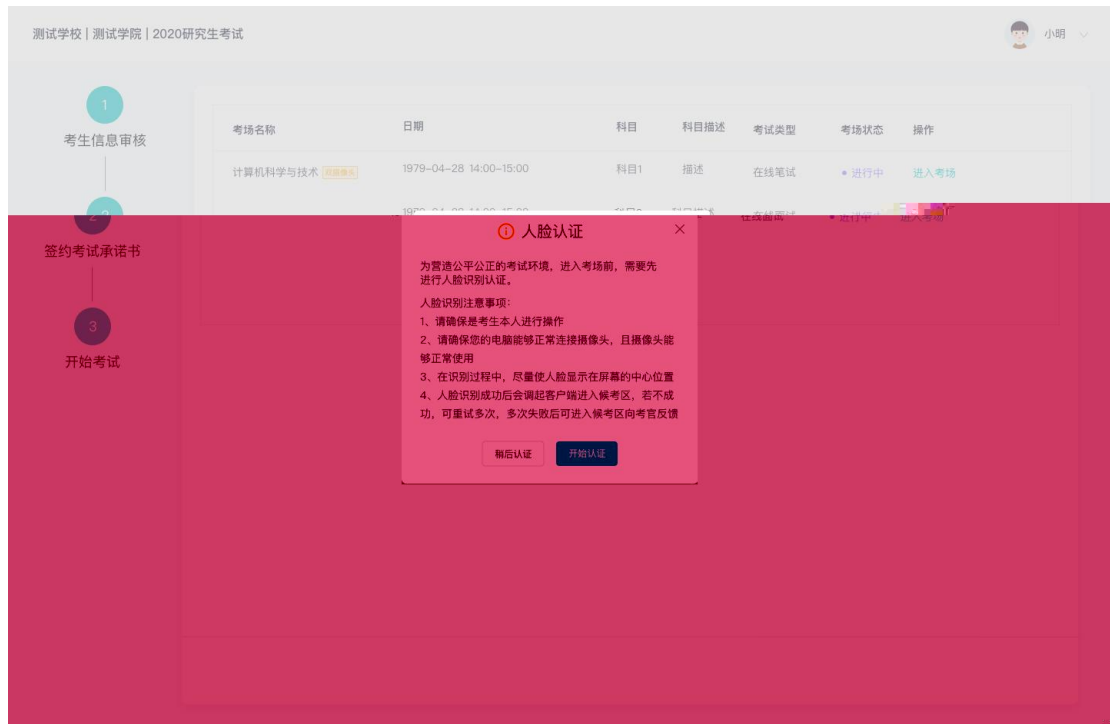 测试学校 | 测试学院 | 2020研究生考试
小明
1
考生信息审核
2
签约考试承诺书
3
开始考试
考场名称 日期 科目 科目描述 考试类型 考场状态 操作
计算机科学与技术 1979-04-28 14:00-15:00 科目1 描述 在线笔试 进行中 进入考场
人脸认证
为营造公平公正的考试环境，进入考场前，需要先
进行人脸识别认证。
人脸识别注意事项：
1、请确保是考生本人进行操作
2、请确保您的电脑能够正常连接摄像头，且摄像头能
够正常使用
3、在识别过程中，尽量使人脸显示在屏幕的中心位置
4、人脸识别成功后会调起客户端进入候考区，若不成
功，可重试多次，多次失败后可进入候考区向考官反馈
稍后认证 开始认证